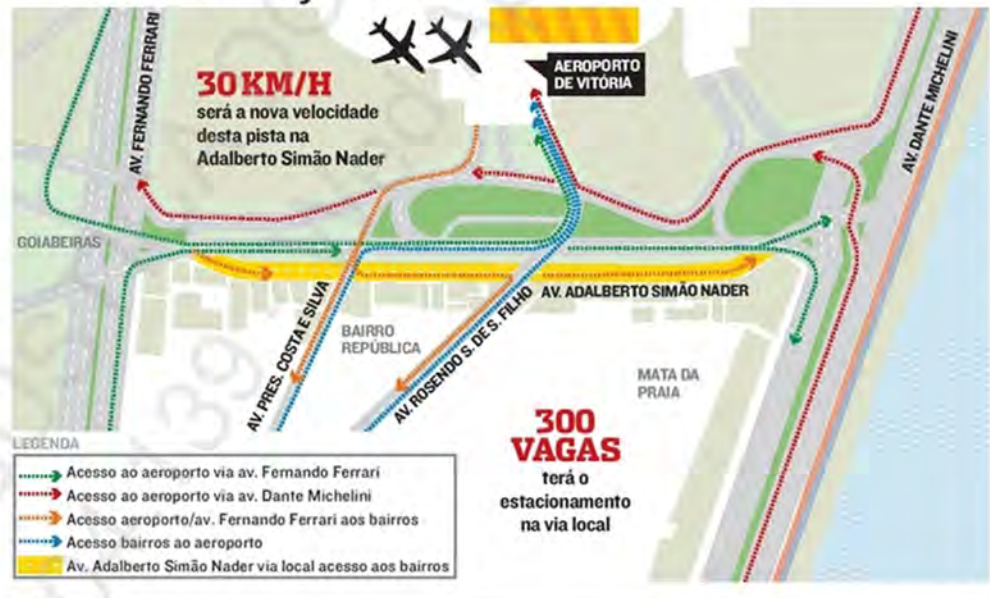 AV. FERNANDO FERRARI
30 KM/H
será a nova velocidade
desta pista na
Adalberto Simão Nader
AEROPORTO
DE VITÓRIA
AV. DANTE MICHELINI
GOIABEIRAS
AV. ADALBERTO SIMÃO NADER
AV. PRES. COSTA E SILVA
BAIRRO
REPÚBLICA
AV. ROSENDO S. DE S. FILHO
MATA DA
PRAIA
300
VAGAS
terá o
estacionamento
na via local
LEGENDA
Acesso ao aeroporto via av. Fernando Ferrari
Acesso ao aeroporto via av. Dante Michelini
Acesso aeroporto/av. Fernando Ferrari aos bairros
Acesso bairros ao aeroporto
Av. Adalberto Simão Nader via local acesso aos bairros